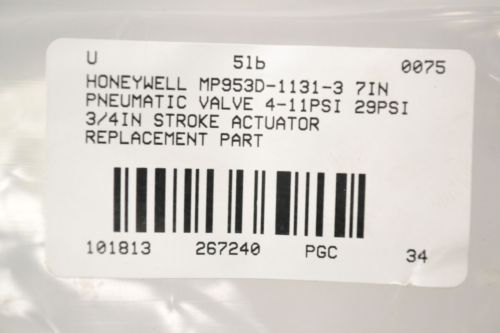 U 5lb 0075
HONEYWELL MP953D-1131-3 7IN
PNEUMATIC VALVE 4-11PSI 29PSI
3/4IN STROKE ACTUATOR
REPLACEMENT PART
101813 267240 PGC 34